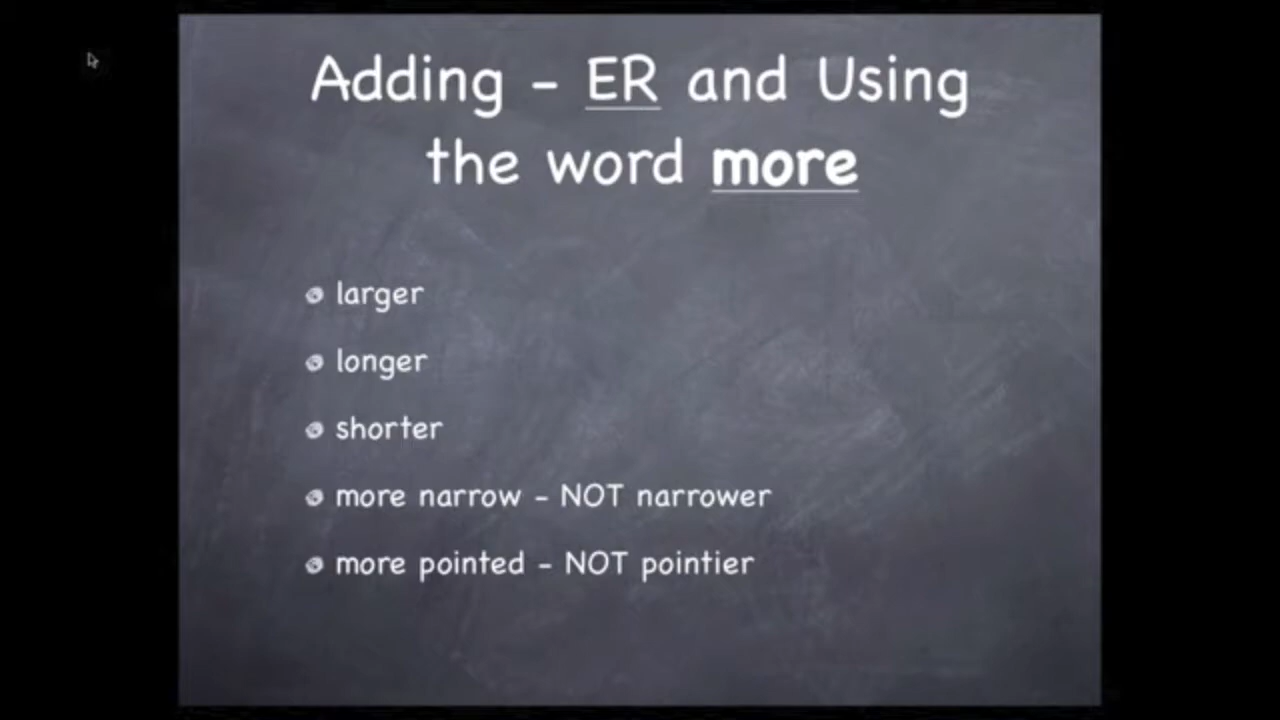 Adding - ER and Using
the word more
larger
longer
shorter
more narrow - NOT narrower
more pointed - NOT pointier